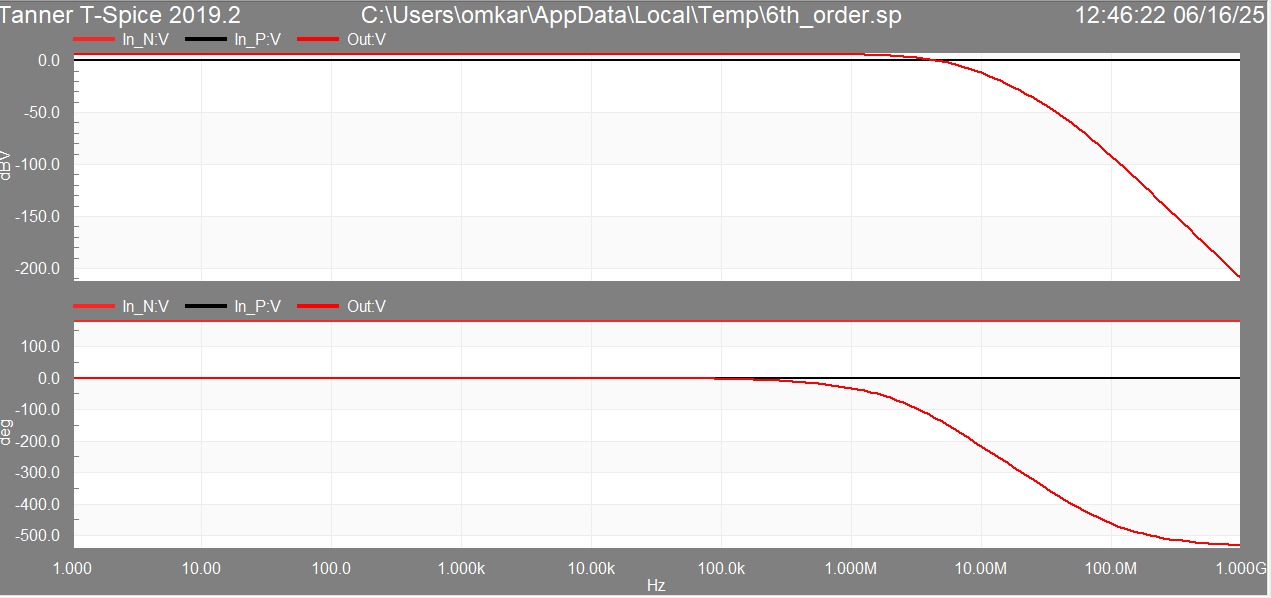 Tanner T-Spice 2019.2 C:\Users\omkar\AppData\Local\Temp\6th_order.sp 12:46:22 06/16/25
In_N:V In_P:V Out:V
0.0
-50.0
-100.0
-150.0
-200.0
dBV
In_N:V In_P:V Out:V
100.0
0.0
-100.0
-200.0
-300.0
-400.0
-500.0
deg
1.000 10.00 100.0 1.000k 10.00k 100.0k 1.000M 10.00M 100.0M 1.000G
Hz